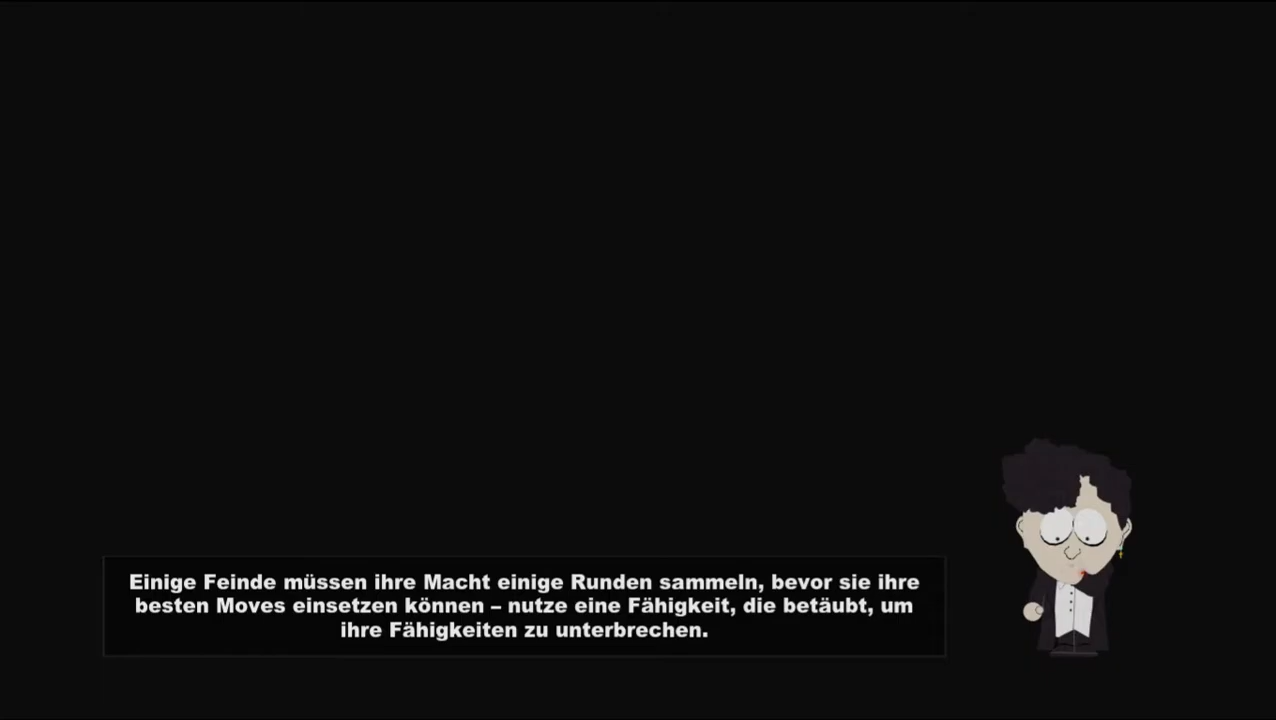 Einige Feinde müssen ihre Macht einige Runden sammeln, bevor sie ihre
besten Moves einsetzen können – nutze eine Fähigkeit, die betäubt, um
ihre Fähigkeiten zu unterbrechen.